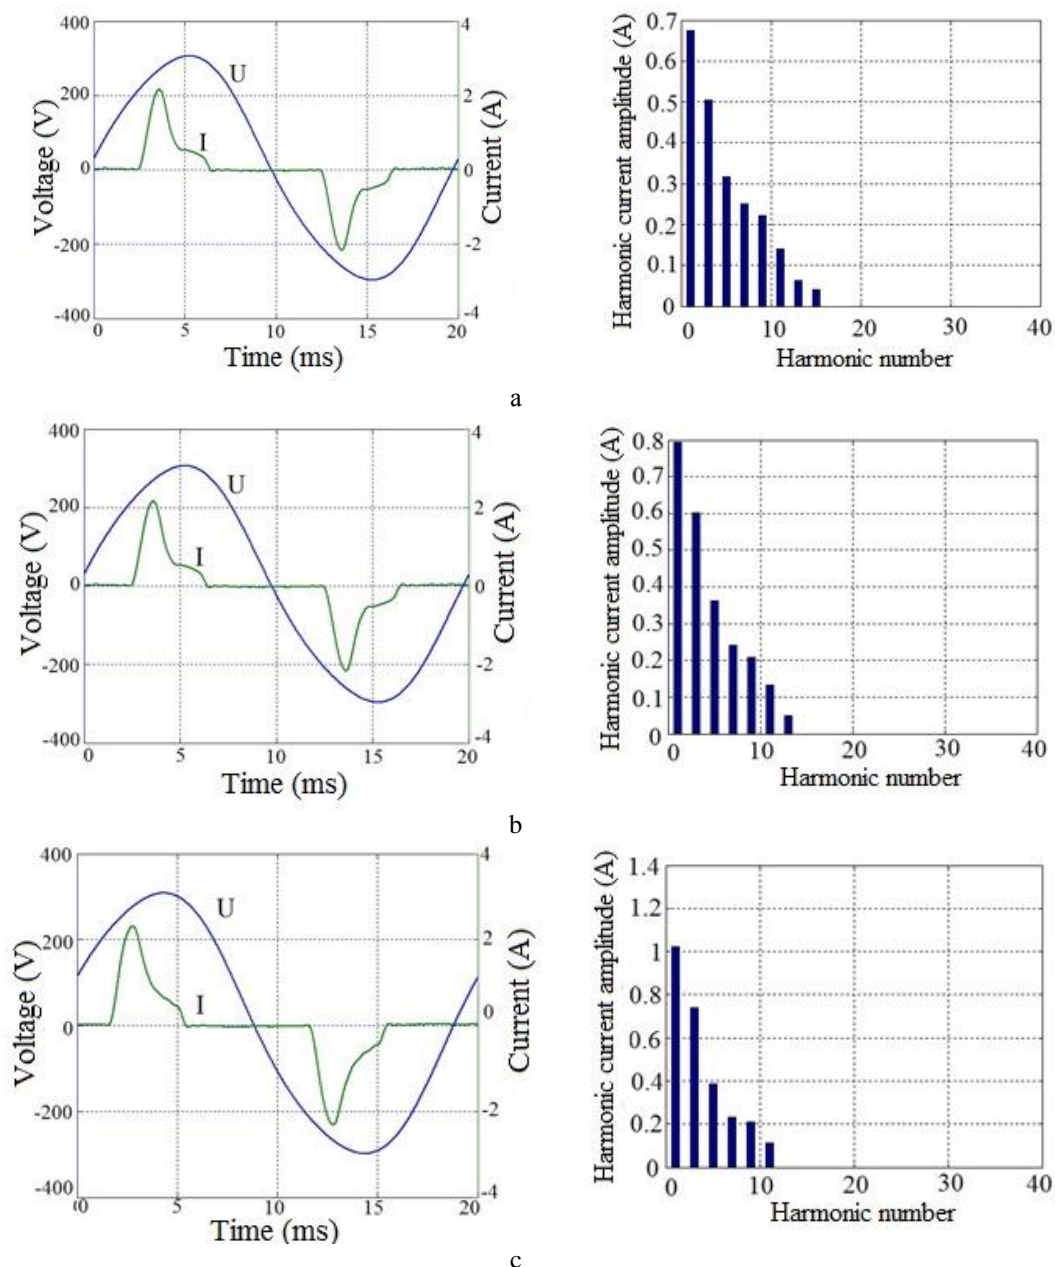 400
200
0
-200
-400
Voltage (V)
U
I
4
2
0
-2
-4
Current (A)
0 5 10 15 20
Time (ms)
0.7
0.6
0.5
0.4
0.3
0.2
0.1
0
Harmonic current amplitude (A)
0 10 20 30 40
Harmonic number
a
400
200
0
-200
-400
Voltage (V)
U
I
4
2
0
-2
-4
Current (A)
0 5 10 15 20
Time (ms)
0.8
0.7
0.6
0.5
0.4
0.3
0.2
0.1
0
Harmonic current amplitude (A)
0 10 20 30 40
Harmonic number
b
400
200
0
-200
-400
Voltage (V)
U
I
4
2
0
-2
-4
Current (A)
0 5 10 15 20
Time (ms)
1.4
1.2
1
0.8
0.6
0.4
0.2
0
Harmonic current amplitude (A)
0 10 20 30 40
Harmonic number
c